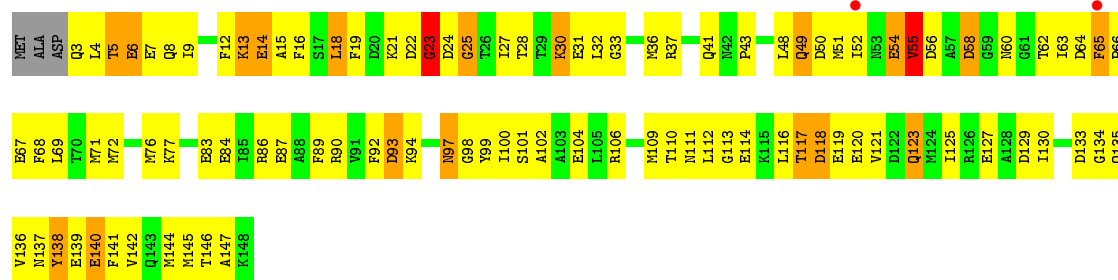 MET ALA ASP Q3 L4 T5 E6 E7 Q8 I9 F12 K13 E14 A15 F16 S17 L18 F19 D20 K21 D22 G23 D24 G25 T26 I27 T28 T29 K30 E31 L32 G33 M36 R37 Q41 N42 P43 L48 Q49 D50 M51 I52 N53 E54 V55 D56 A57 D58 G59 N60 G61 T62 I63 D64 F65 P66
E67 F68 L69 T70 M71 M72 M76 K77 E83 E84 I85 R86 E87 A88 F89 R90 V91 F92 D93 K94 N97 G98 Y99 I100 S101 A102 A103 E104 L105 R106 M109 T110 N111 L112 G113 E114 K115 L116 T117 D118 E119 E120 V121 D122 Q123 M124 I125 R126 E127 A128 D129 I130 D133 G134 Q135
V136 N137 Y138 E139 E140 F141 V142 Q143 M144 M145 T146 A147 K148